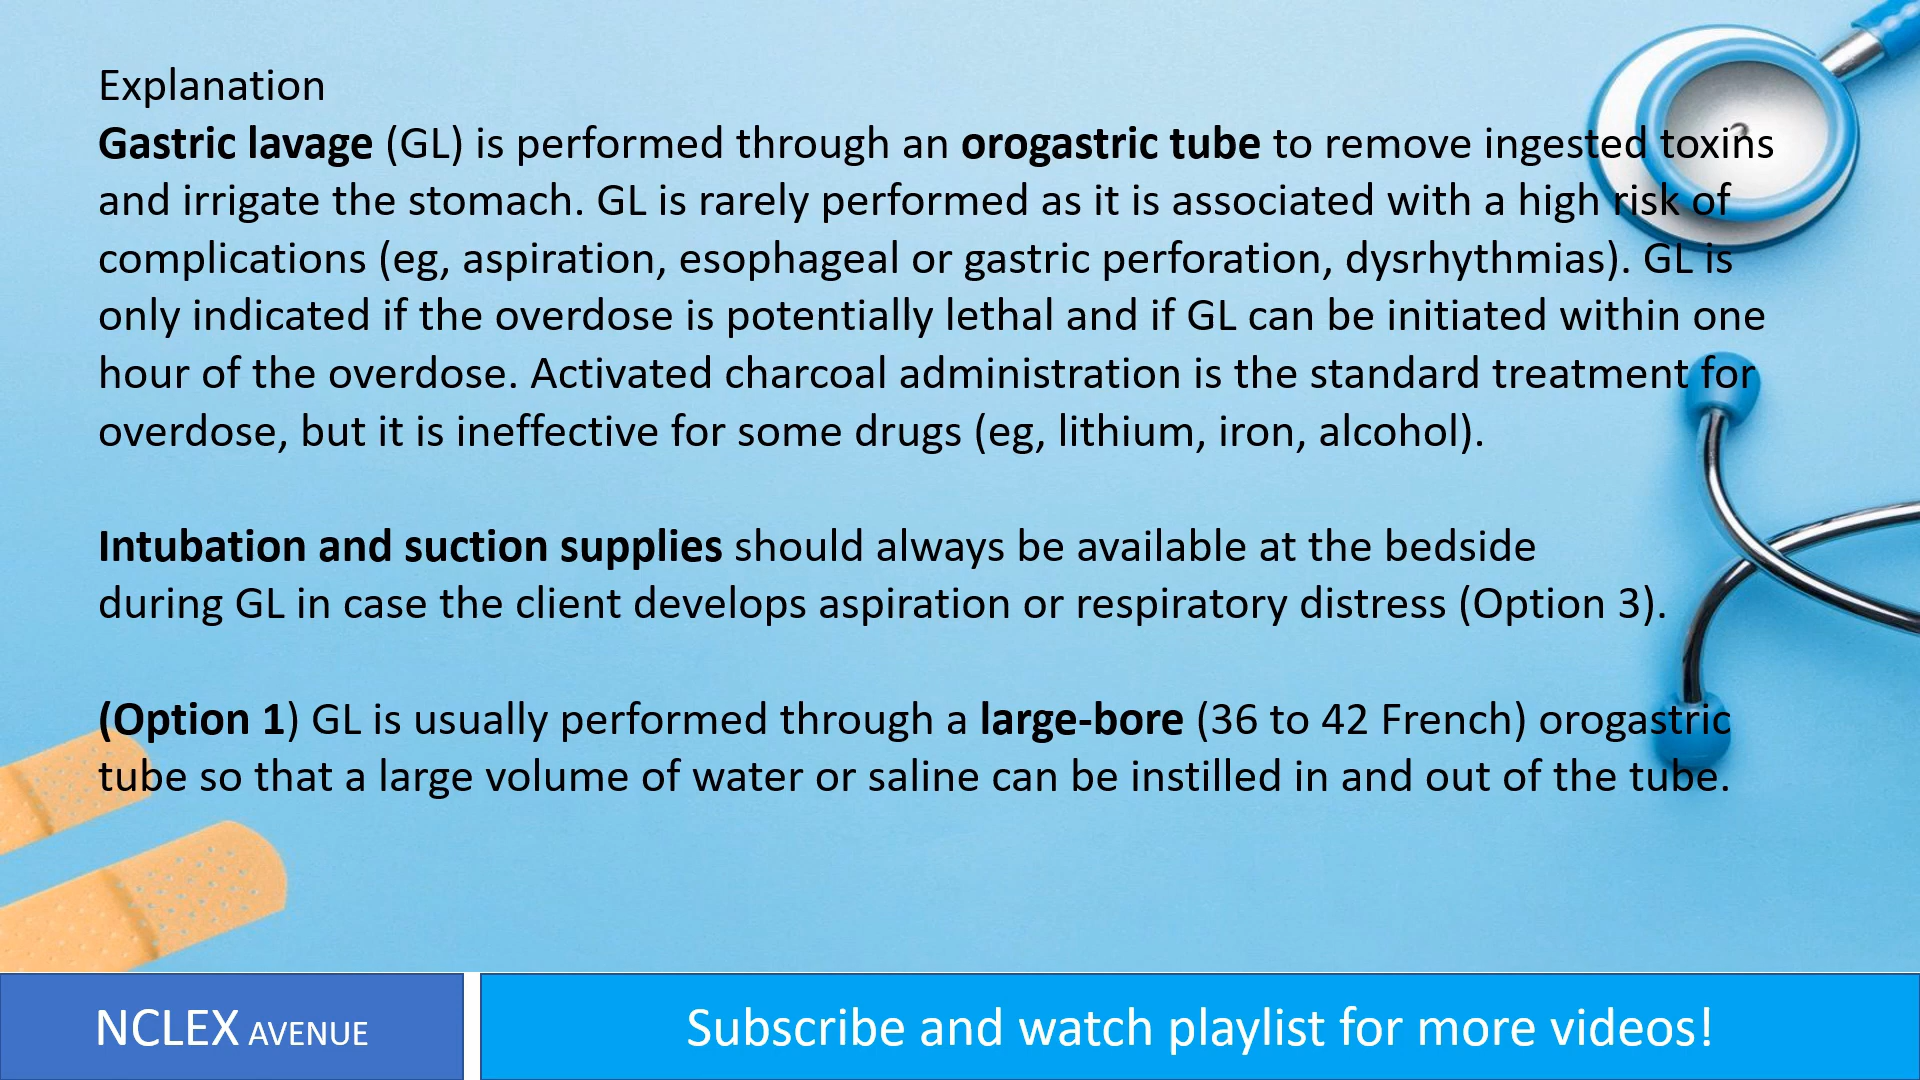 Explanation
Gastric lavage (GL) is performed through an orogastric tube to remove ingested toxins
and irrigate the stomach. GL is rarely performed as it is associated with a high risk of
complications (eg, aspiration, esophageal or gastric perforation, dysrhythmias). GL is
only indicated if the overdose is potentially lethal and if GL can be initiated within one
hour of the overdose. Activated charcoal administration is the standard treatment for
overdose, but it is ineffective for some drugs (eg, lithium, iron, alcohol).
Intubation and suction supplies should always be available at the bedside
during GL in case the client develops aspiration or respiratory distress (Option 3).
(Option 1) GL is usually performed through a large-bore (36 to 42 French) orogastric
tube so that a large volume of water or saline can be instilled in and out of the tube.
NCLEX AVENUE
Subscribe and watch playlist for more videos!